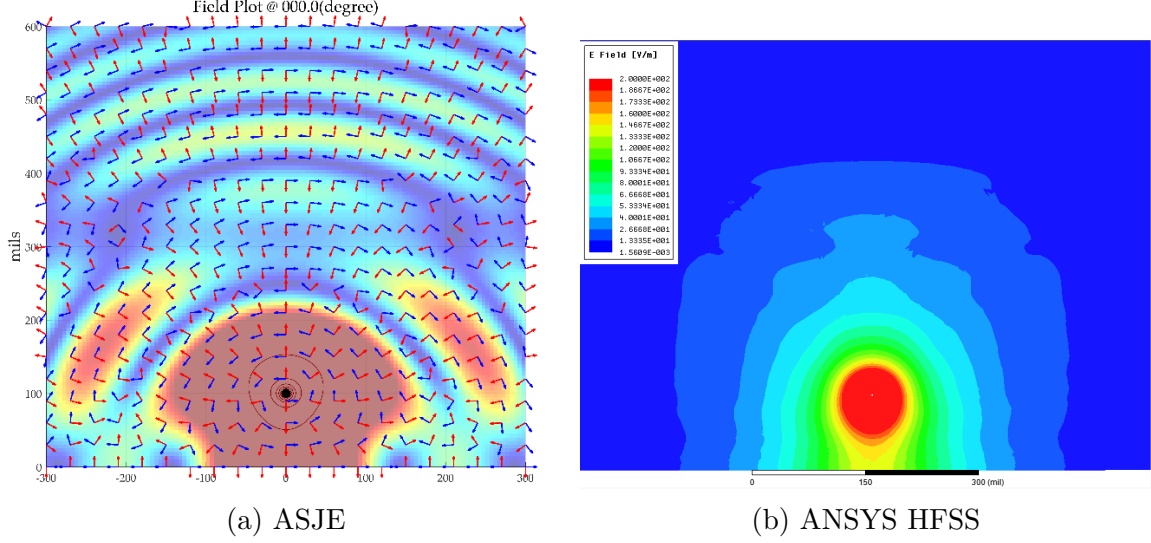 Field Plot @ 000.0(degree)
600
500
400
300
200
100
0
mils
-300
-200
-100
0
100
200
300
E Field [V/m]
2.0000E+002
1.8667E+002
1.7333E+002
1.6000E+002
1.4667E+002
1.3333E+002
1.2000E+002
1.0667E+002
9.3334E+001
8.0001E+001
6.6668E+001
5.3334E+001
4.0001E+001
2.6668E+001
1.3335E+001
1.5609E-003
0
150
300 (mil)
(a) ASJE
(b) ANSYS HFSS